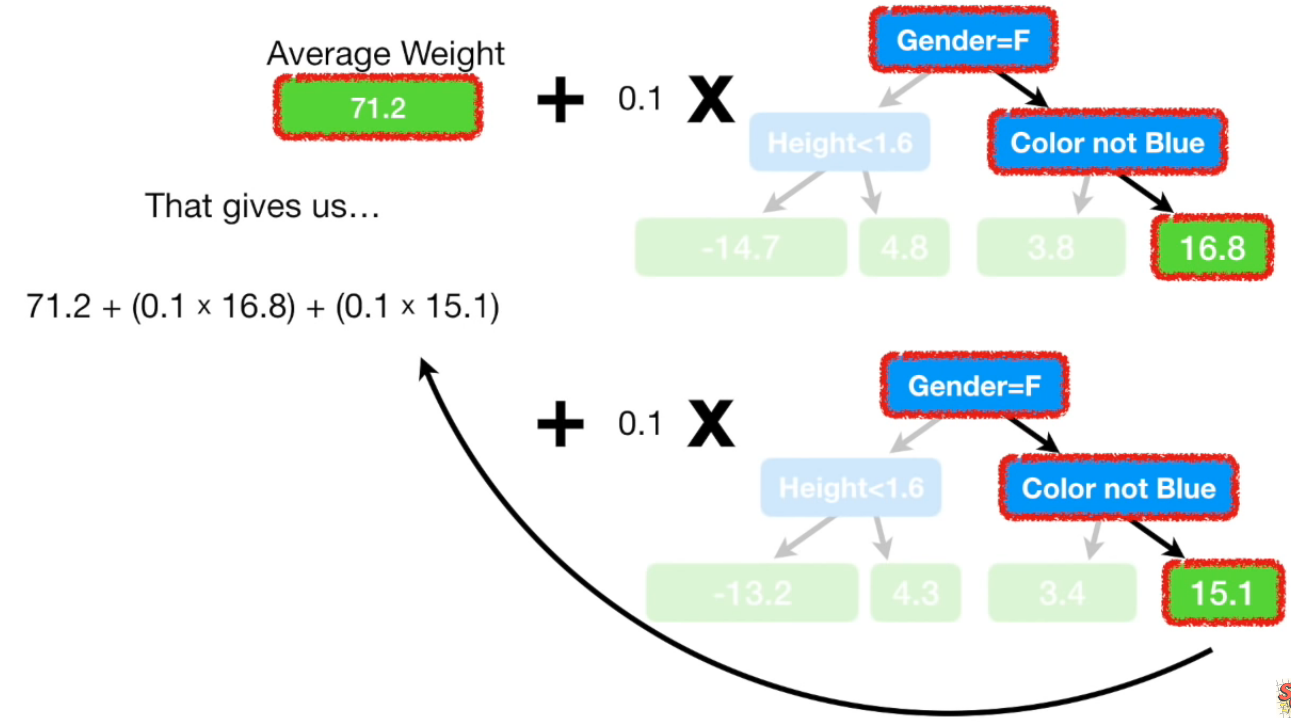 Average Weight
71.2
+ 0.1 X
Gender=F
Height<1.6
Color not Blue
-14.7
4.8
3.8
16.8
That gives us...
71.2 + (0.1 x 16.8) + (0.1 x 15.1)
+ 0.1 X
Gender=F
Height<1.6
Color not Blue
-13.2
4.3
3.4
15.1